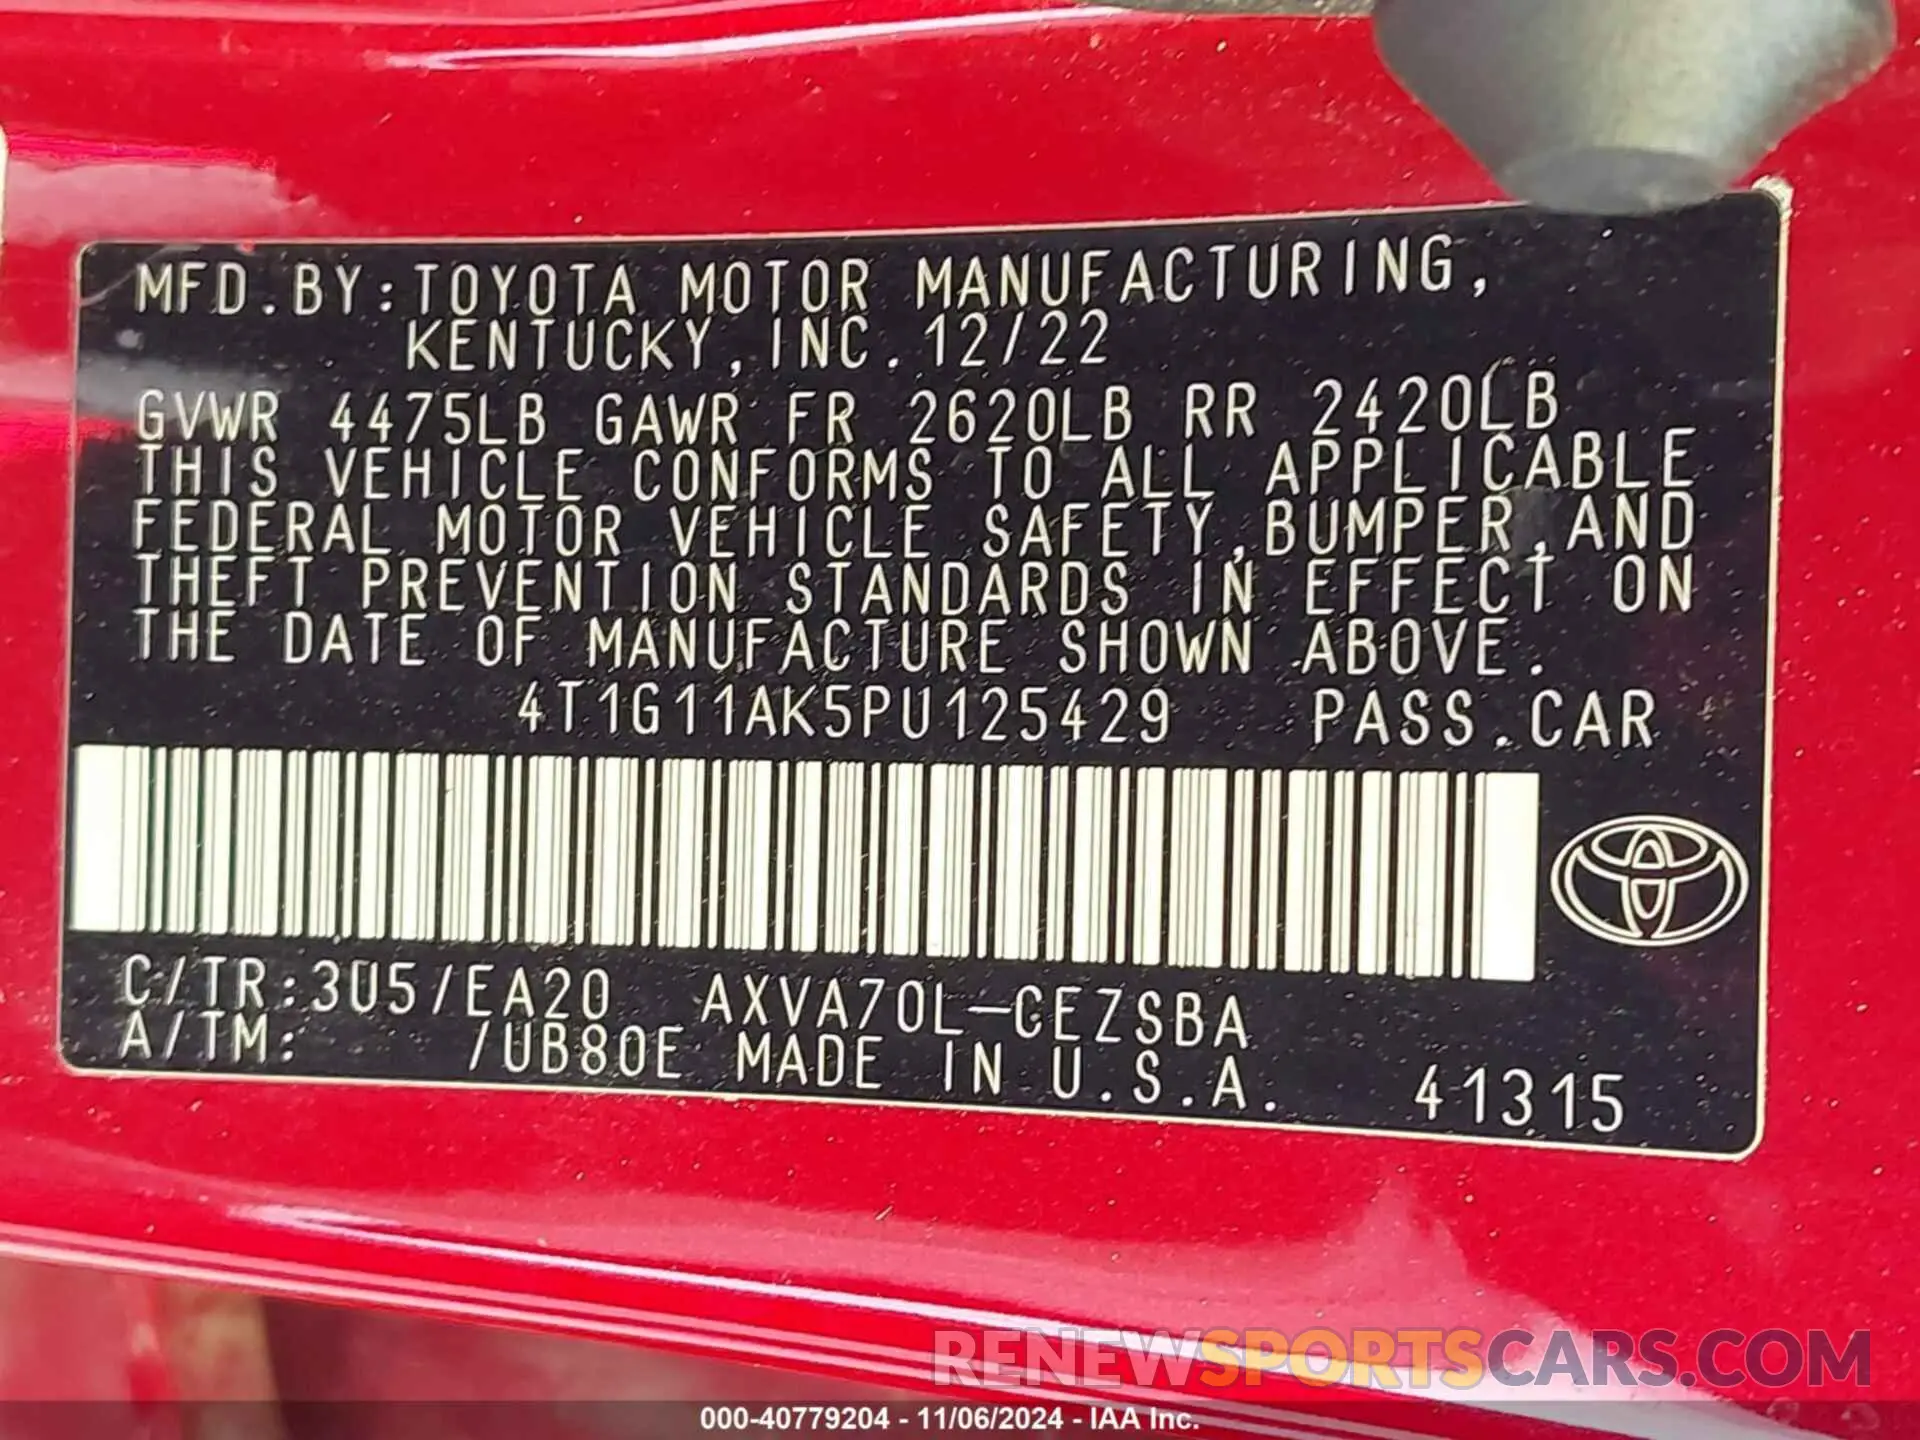 MFD.BY:TOYOTA MOTOR MANUFACTURING,
KENTUCKY,INC. 12/22
GVWR 4475LB GAWR FR 2620LB RR 2420LB
THIS VEHICLE CONFORMS TO ALL APPLICABLE
FEDERAL MOTOR VEHICLE SAFETY,BUMPER,AND
THEFT PREVENTION STANDARDS IN EFFECT ON
THE DATE OF MANUFACTURE SHOWN ABOVE.
4T1G11AK5PU125429 PASS.CAR
C/TR:3U5/EA20 AXVA70L-CEZSBA
A/TM: /UB80E MADE IN U.S.A. 41315
RENEWSPORTSCARS.COM
000-40779204 - 11/06/2024 - IAA Inc.